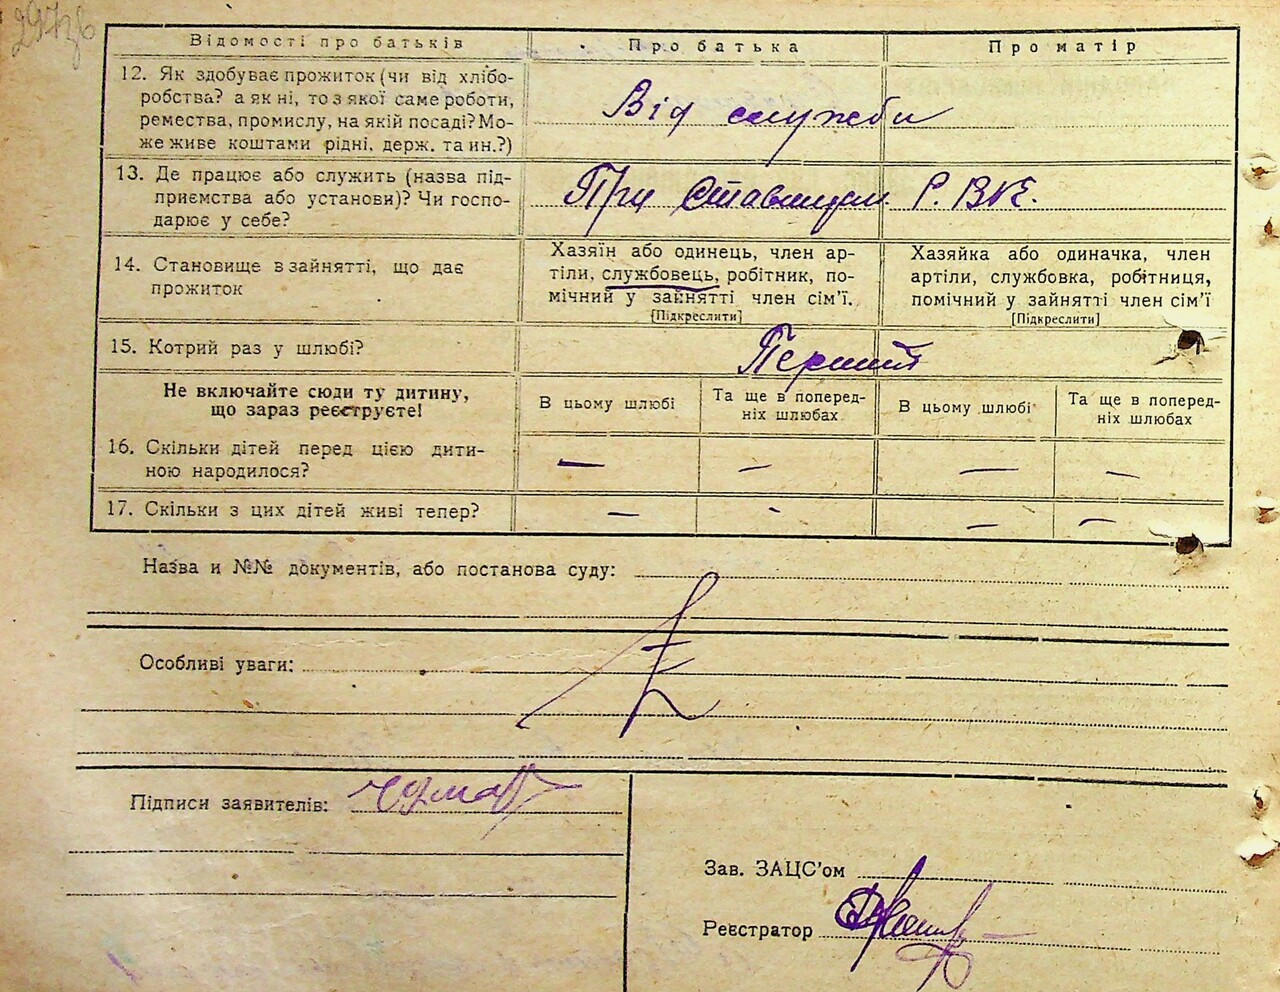 297зв
Відомості про батьків Про батька Про матір
12. Як здобуває прожиток (чи від хлібо-
робства? а як ні, то з якої саме роботи,
ремества, промислу, на якій посаді? Мо-
же живе коштами рідні, держ. та ин.?)
Від служби
13. Де працює або служить (назва під-
приємства або установи)? Чи госпо-
дарює у себе?
При Ставищан. Р.ВКЕ.
14. Становище в зайнятті, що дає
прожиток
Хазяїн або одинець, член ар-
тіли, службовець, робітник, по-
мічний у зайнятті член сім’ї.
[Підкреслити]
Хазяйка або одиначка, член
артіли, службовка, робітниця,
помічний у зайнятті член сім’ї
[Підкреслити]
15. Котрий раз у шлюбі?
Перший
Не включайте сюди ту дитину,
що зараз реєструєте!
В цьому шлюбі
Та ще в поперед-
ніх шлюбах
В цьому шлюбі
Та ще в поперед-
ніх шлюбах
16. Скільки дітей перед цією дити-
ною народилося?
— — — —
17. Скільки з цих дітей живі тепер?
— - — —
Назва и №№ документів, або постанова суду:
Особливі уваги:
Підписи заявителів:
Зав. ЗАЦС’ом
Реєстратор